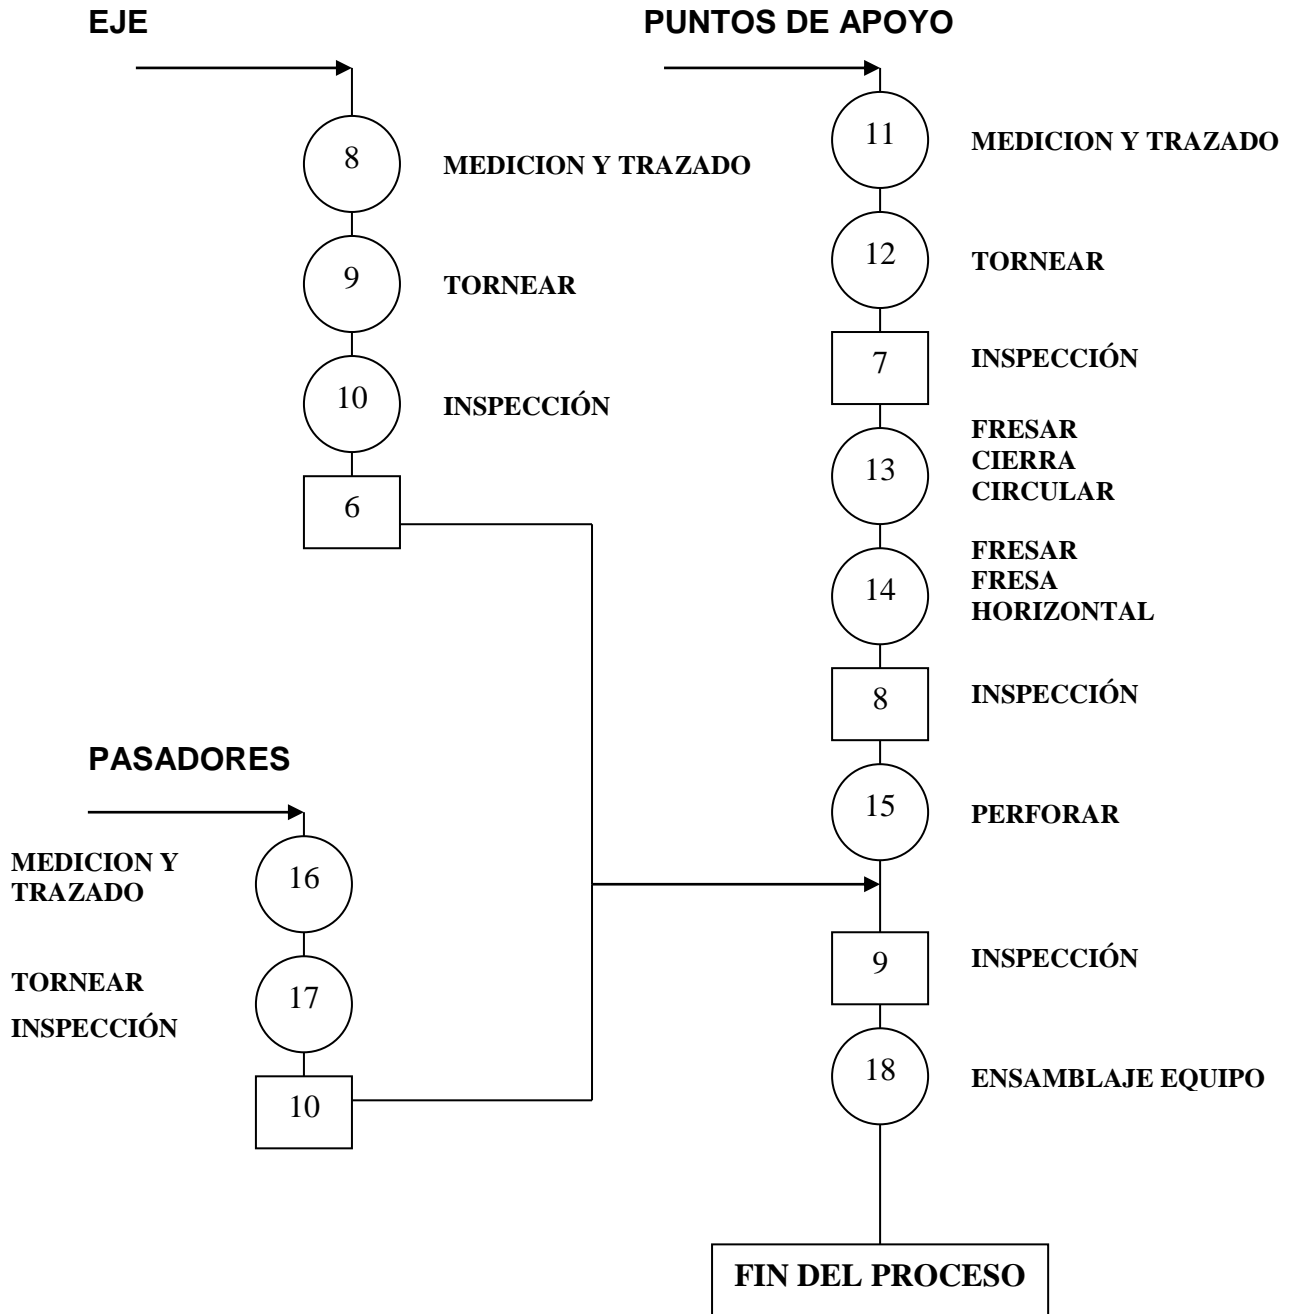 EJE
8
MEDICION Y TRAZADO
9
TORNEAR
10
INSPECCIÓN
6
PUNTOS DE APOYO
11
MEDICION Y TRAZADO
12
TORNEAR
7
INSPECCIÓN
13
FRESAR
CIERRA
CIRCULAR
14
FRESAR
FRESA
HORIZONTAL
8
INSPECCIÓN
15
PERFORAR
PASADORES
MEDICION Y
TRAZADO
16
TORNEAR
17
INSPECCIÓN
10
9
INSPECCIÓN
18
ENSAMBLAJE EQUIPO
FIN DEL PROCESO